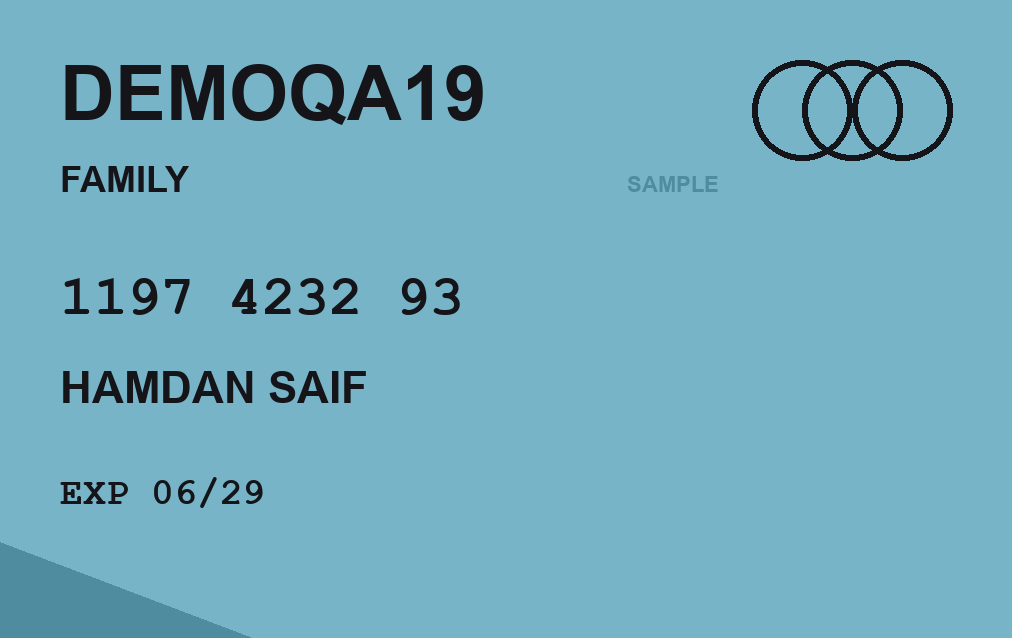 DEMOQA19
FAMILY
SAMPLE
1197 4232 93
HAMDAN SAIF
EXP 06/29